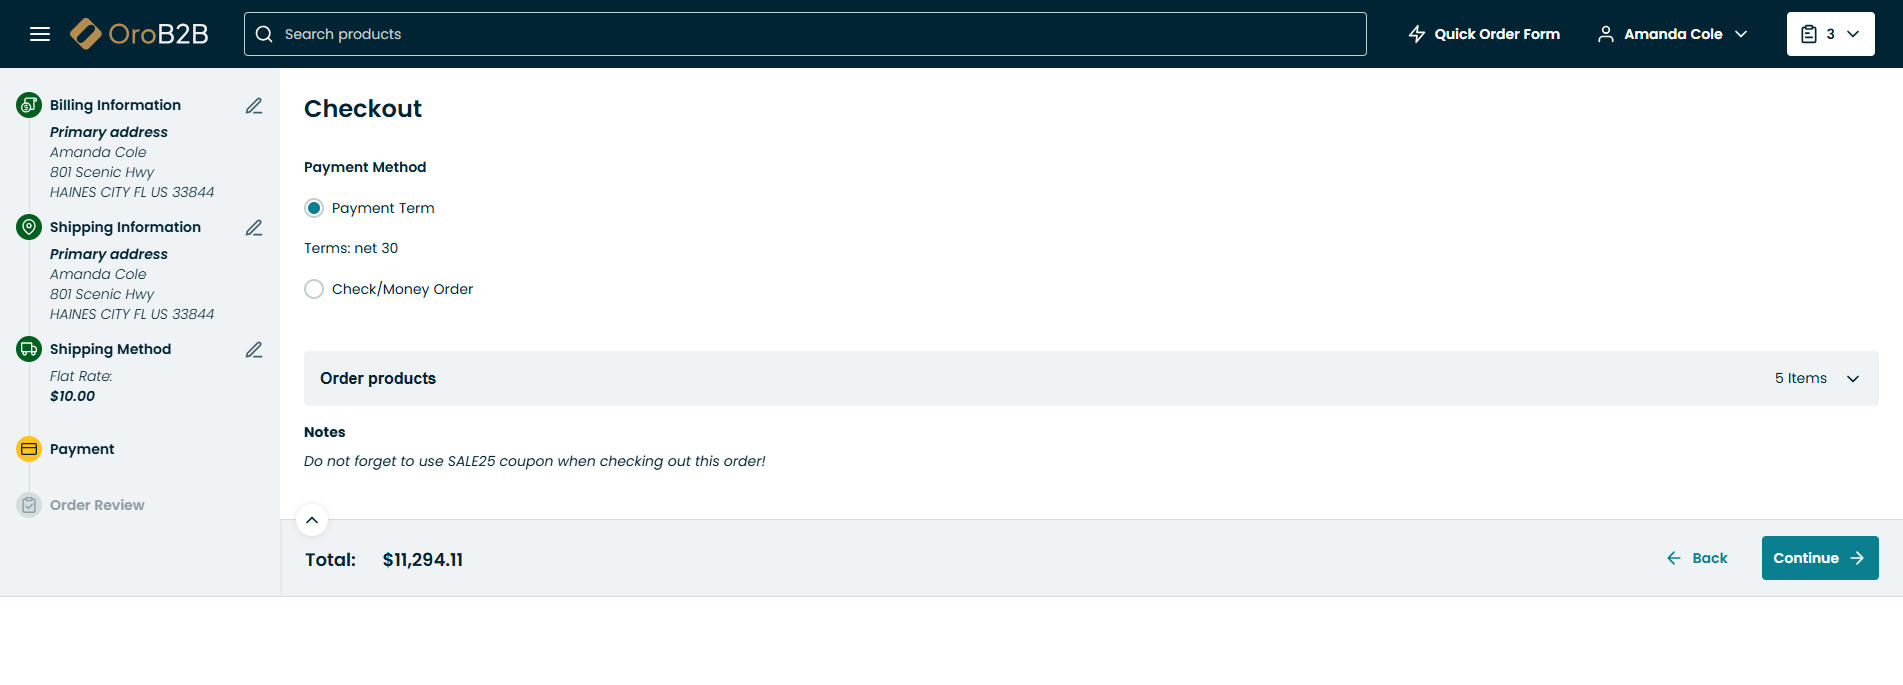 OroB2B
Search products
Quick Order Form
Amanda Cole
3
Billing Information
Primary address
Amanda Cole
801 Scenic Hwy
HAINES CITY FL US 33844
Shipping Information
Primary address
Amanda Cole
801 Scenic Hwy
HAINES CITY FL US 33844
Shipping Method
Flat Rate:
$10.00
Payment
Order Review
Checkout
Payment Method
Payment Term
Terms: net 30
Check/Money Order
Order products
5 Items
Notes
Do not forget to use SALE25 coupon when checking out this order!
Total: $11,294.11
Back
Continue